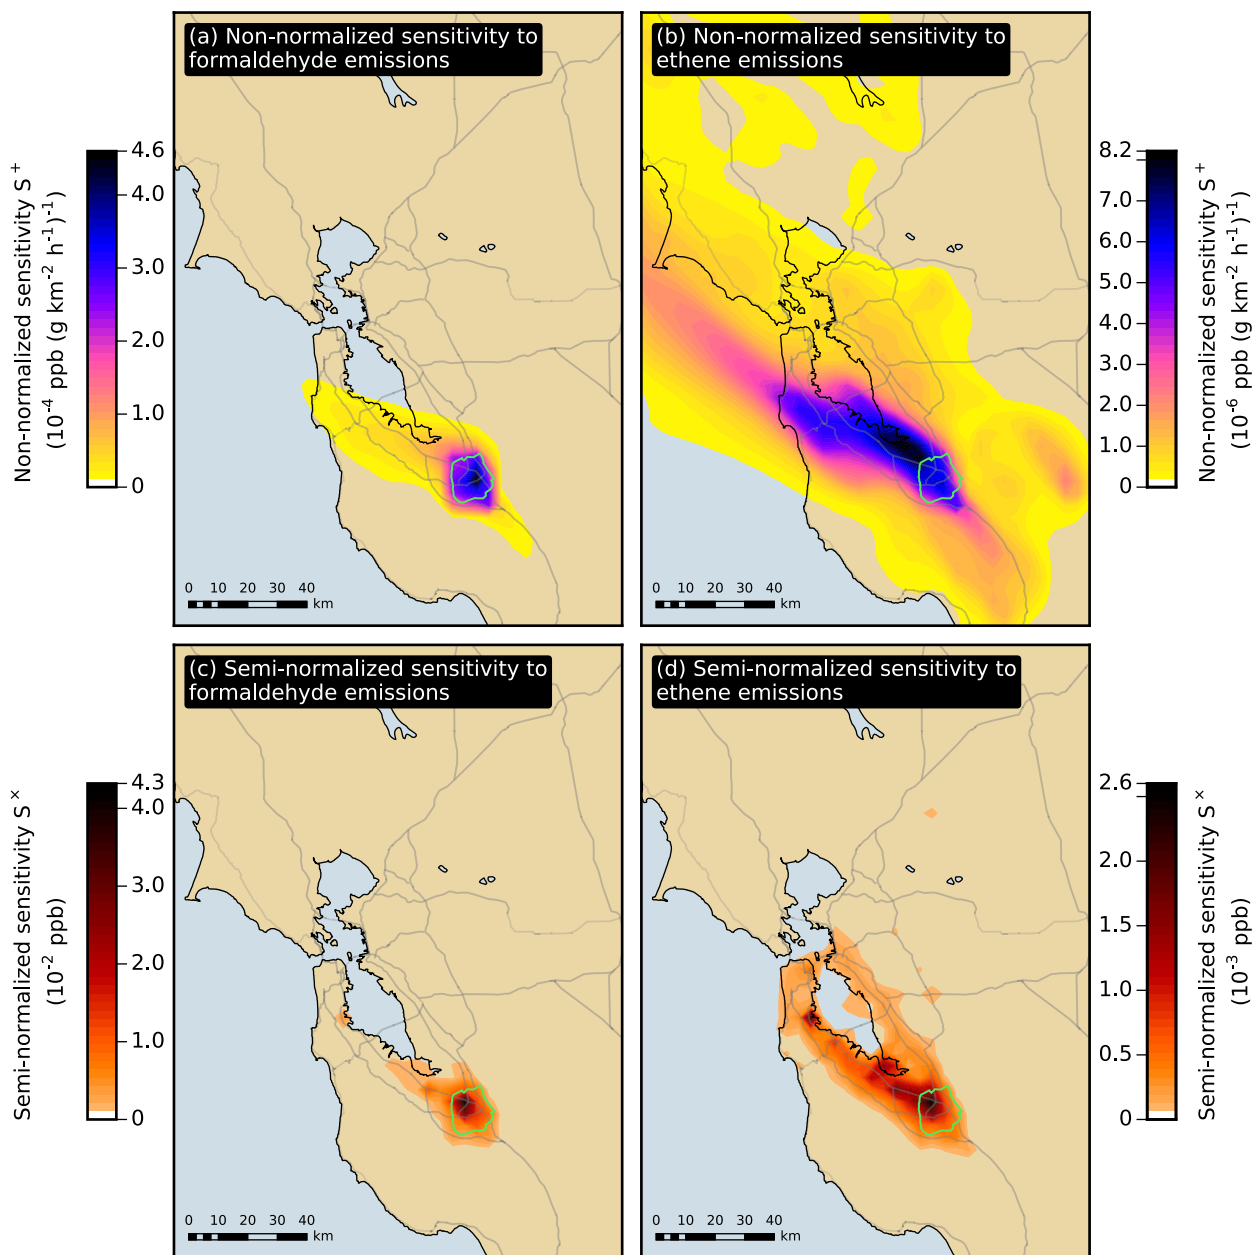 (a) Non-normalized sensitivity to
formaldehyde emissions
(b) Non-normalized sensitivity to
ethene emissions
Non-normalized sensitivity S⁺
(10⁻⁴ ppb (g km⁻² h⁻¹)⁻¹)
4.6
4.0
3.0
2.0
1.0
0
8.2
7.0
6.0
5.0
4.0
3.0
2.0
1.0
0
Non-normalized sensitivity S⁺
(10⁻⁶ ppb (g km⁻² h⁻¹)⁻¹)
0 10 20 30 40
km
0 10 20 30 40
km
(c) Semi-normalized sensitivity to
formaldehyde emissions
(d) Semi-normalized sensitivity to
ethene emissions
Semi-normalized sensitivity Sˣ
(10⁻² ppb)
4.3
4.0
3.0
2.0
1.0
0
2.6
2.0
1.5
1.0
0.5
0
Semi-normalized sensitivity Sˣ
(10⁻³ ppb)
0 10 20 30 40
km
0 10 20 30 40
km